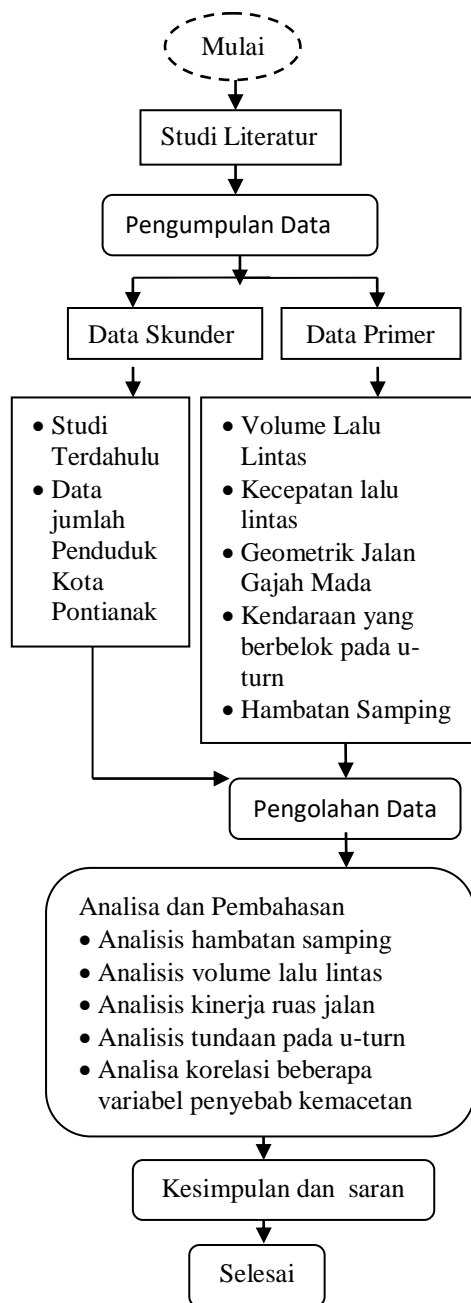 Mulai
Studi Literatur
Pengumpulan Data
Data Skunder
Data Primer
• Studi
Terdahulu
• Data
jumlah
Penduduk
Kota
Pontianak
• Volume Lalu
Lintas
• Kecepatan lalu
lintas
• Geometrik Jalan
Gajah Mada
• Kendaraan yang
berbelok pada u-
turn
• Hambatan Samping
Pengolahan Data
Analisa dan Pembahasan
• Analisis hambatan samping
• Analisis volume lalu lintas
• Analisis kinerja ruas jalan
• Analisis tundaan pada u-turn
• Analisa korelasi beberapa
variabel penyebab kemacetan
Kesimpulan dan saran
Selesai